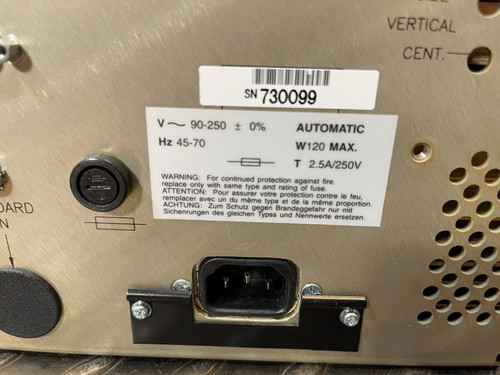 VERTICAL
CENT.
SN 730099
V ~ 90-250 ± 0% AUTOMATIC
Hz 45-70 W120 MAX.
T 2.5A/250V
WARNING: For continued protection against fire.
replace only with same type and rating of fuse.
ATTENTION: Pour assurer votre protection contre le feu,
remplacer avec un du même type et de la même proportion.
ACHTUNG: Zum Schutz gegen Brandeggefahr nur mit
Sichenrungen des gleichen Typss und Nennwerte ersetzen.